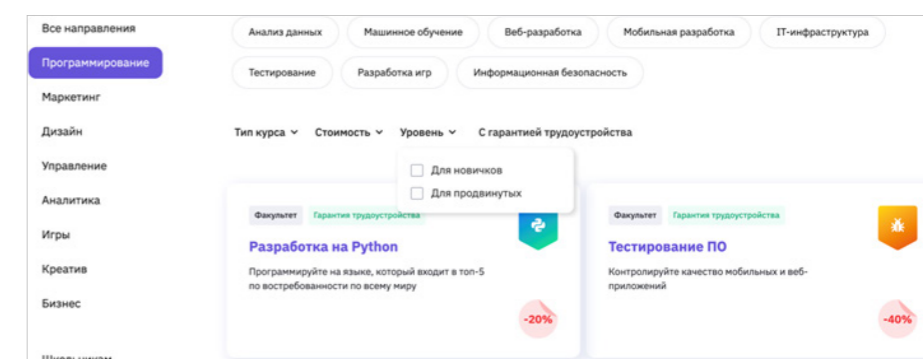 Все направления
Программирование
Маркетинг
Дизайн
Управление
Аналитика
Игры
Креатив
Бизнес
Школьникам
Анализ данных Машинное обучение Веб-разработка Мобильная разработка IT-инфраструктура
Тестирование Разработка игр Информационная безопасность
Тип курса Стоимость Уровень С гарантией трудоустройства
Для новичков
Для продвинутых
Факультет Гарантия трудоустройства
Разработка на Python
Программируйте на языке, который входит в топ-5
по востребованности по всему миру
-20%
Факультет Гарантия трудоустройства
Тестирование ПО
Контролируйте качество мобильных и веб-
приложений
-40%